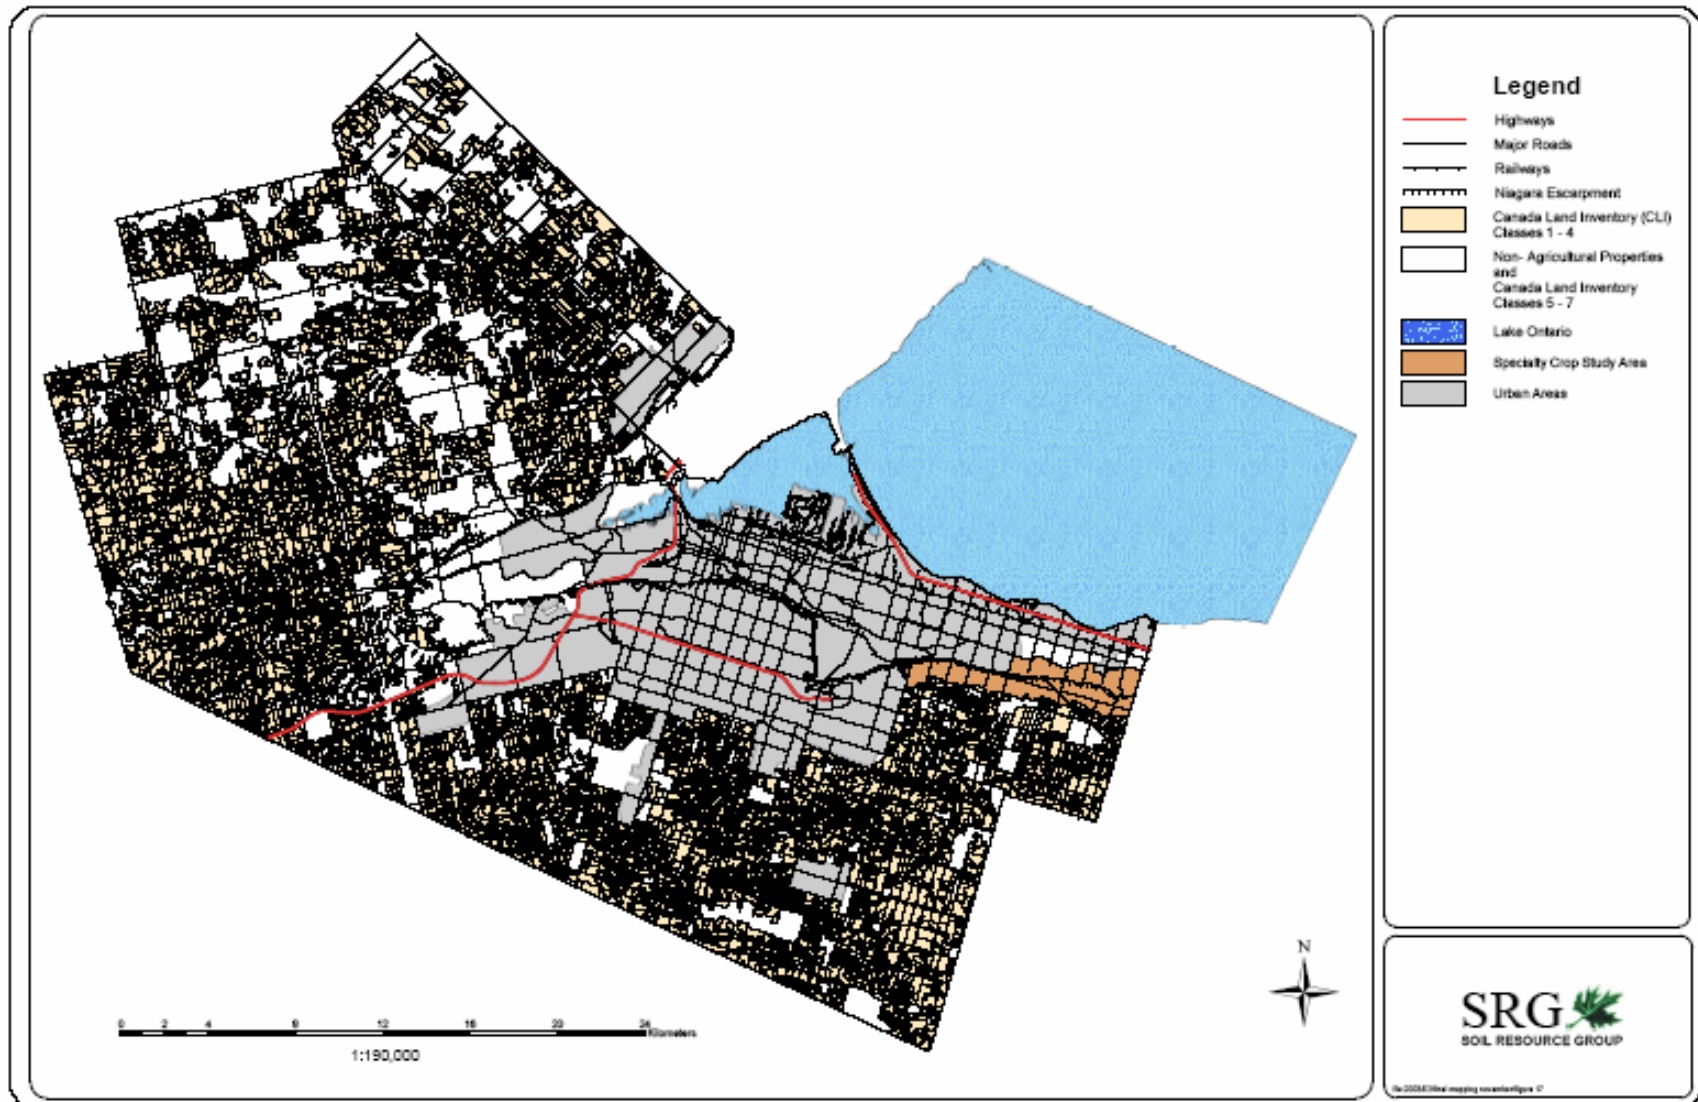 Legend
Highways
Major Roads
Railways
Niagara Escarpment
Canada Land Inventory (CLI)
Classes 1 - 4
Non- Agricultural Properties
and
Canada Land Inventory
Classes 5 - 7
Lake Ontario
Specialty Crop Study Area
Urban Areas
N
0 2 4 8 12 16 20 24
Kilometers
1:190,000
SRG
SOIL RESOURCE GROUP